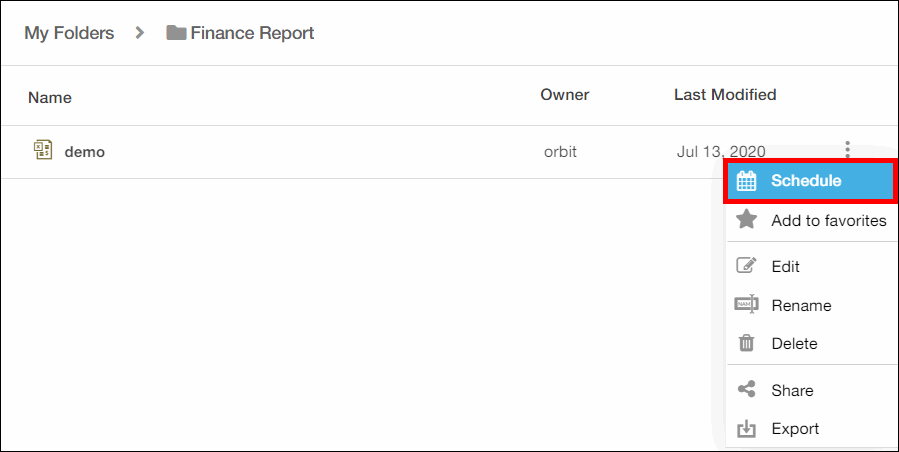 My Folders > Finance Report
Name Owner Last Modified
demo orbit Jul 13, 2020
Schedule
Add to favorites
Edit
NAM Rename
Delete
Share
Export